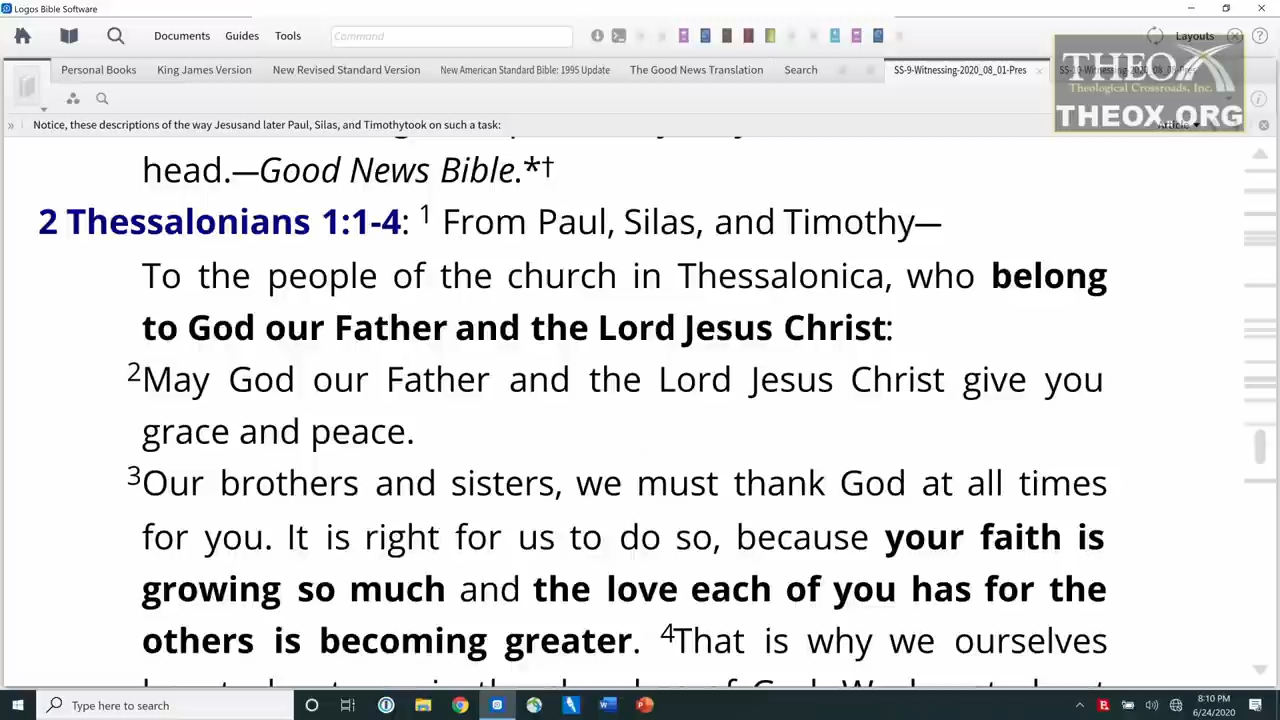 Logos Bible Software
Documents Guides Tools Command Layouts
THEOX
Theological Crossroads, Inc.
THEOX.ORG
Personal Books King James Version New Revised Stan New American Standard Bible: 1995 Update The Good News Translation Search SS-9-Witnessing-2020_08_01-Pres
Notice, these descriptions of the way Jesusand later Paul, Silas, and Timothytook on such a task:
head.—Good News Bible.*†
2 Thessalonians 1:1-4: 1 From Paul, Silas, and Timothy—
To the people of the church in Thessalonica, who belong
to God our Father and the Lord Jesus Christ:
2May God our Father and the Lord Jesus Christ give you
grace and peace.
3Our brothers and sisters, we must thank God at all times
for you. It is right for us to do so, because your faith is
growing so much and the love each of you has for the
others is becoming greater. 4That is why we ourselves
Type here to search
8:10 PM
6/24/2020